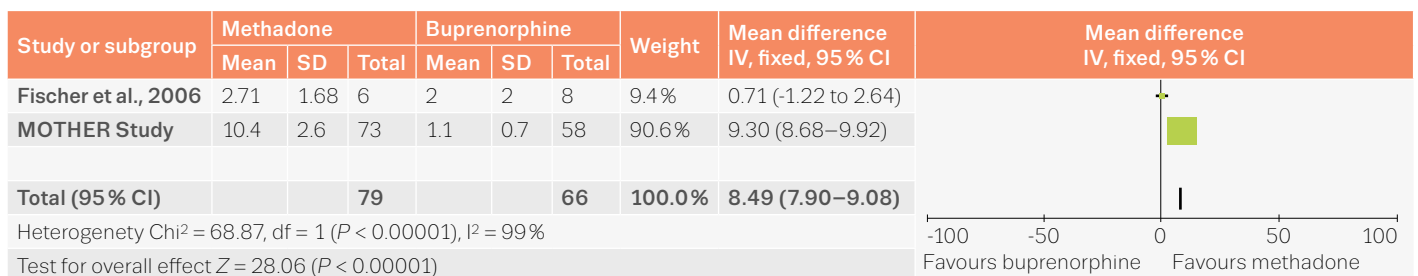 Study or subgroup Methadone Buprenorphine Weight Mean difference IV, fixed, 95 % CI Mean difference IV, fixed, 95 % CI
Mean SD Total Mean SD Total
Fischer et al., 2006 2.71 1.68 6 2 2 8 9.4 % 0.71 (-1.22 to 2.64)
MOTHER Study 10.4 2.6 73 1.1 0.7 58 90.6 % 9.30 (8.68–9.92)
Total (95 % CI) 79 66 100.0 % 8.49 (7.90–9.08)
Heterogenety Chi² = 68.87, df = 1 (P < 0.00001), I² = 99 %
Test for overall effect Z = 28.06 (P < 0.00001)
-100 -50 0 50 100
Favours buprenorphine Favours methadone